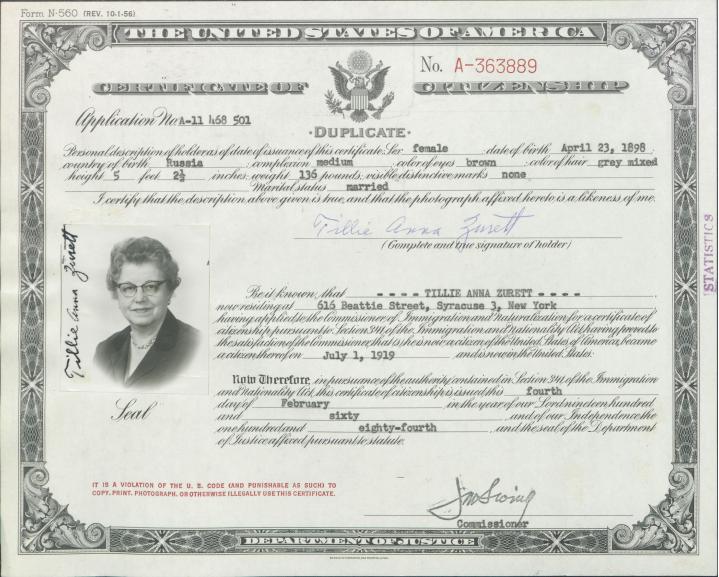 Form N-560 (REV. 10-1-56)
THE UNITED STATES OF AMERICA
No. A-363889
CERTIFICATE OF CITIZENSHIP
Application No. A-11 468 501
·DUPLICATE·
Personal description of holder as of date of issuance of this certificate: Sex female date of birth April 23, 1898
country of birth Russia complexion medium color of eyes brown color of hair grey mixed
height 5 feet 2½ inches; weight 136 pounds; visible distinctive marks none
Marital status married
I certify that the description above given is true, and that the photograph affixed hereto is a likeness of me.
Tillie Anna Zurett
(Complete and true signature of holder)
Tillie Anna Zurett
Seal
Be it known, that - - - - TILLIE ANNA ZURETT - - - -
now residing at 616 Beattie Street, Syracuse 3, New York
having applied to the Commissioner of Immigration and Naturalization for a certificate of
citizenship pursuant to Section 341 of the Immigration and Nationality Act, having proved to
the satisfaction of the Commissioner, that (s)he is now a citizen of the United States of America, became
a citizen thereof on July 1, 1919 and is now in the United States:
Now Therefore, in pursuance of the authority contained in Section 341 of the Immigration
and Nationality Act, this certificate of citizenship is issued this fourth
day of February in the year of our Lord nineteen hundred
and sixty and of our Independence the
one hundred and eighty-fourth, and the seal of the Department
of Justice affixed pursuant to statute.
IT IS A VIOLATION OF THE U. S. CODE (AND PUNISHABLE AS SUCH) TO
COPY, PRINT, PHOTOGRAPH, OR OTHERWISE ILLEGALLY USE THIS CERTIFICATE.
Commissioner
DEPARTMENT OF JUSTICE
STATISTICS